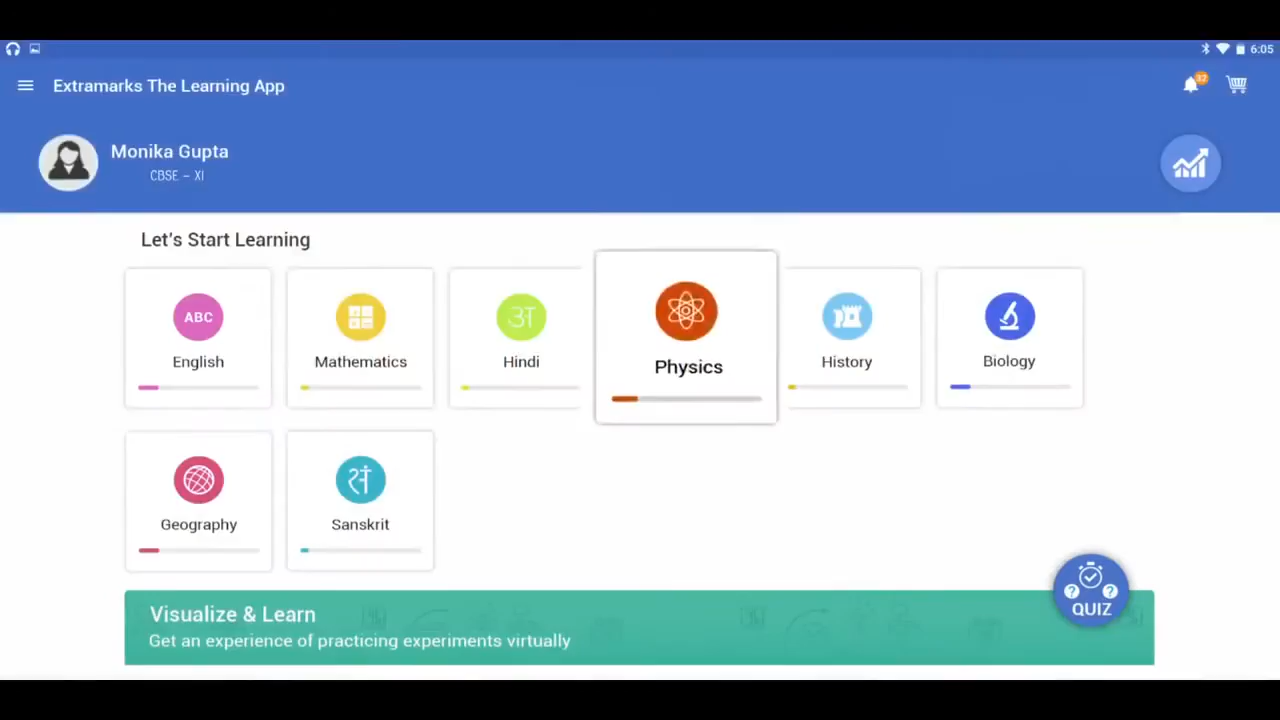 6:05
Extramarks The Learning App
32
Monika Gupta
CBSE – XI
Let's Start Learning
ABC
अ
English
Mathematics
Hindi
Physics
History
Biology
सं
Geography
Sanskrit
QUIZ
Visualize & Learn
Get an experience of practicing experiments virtually